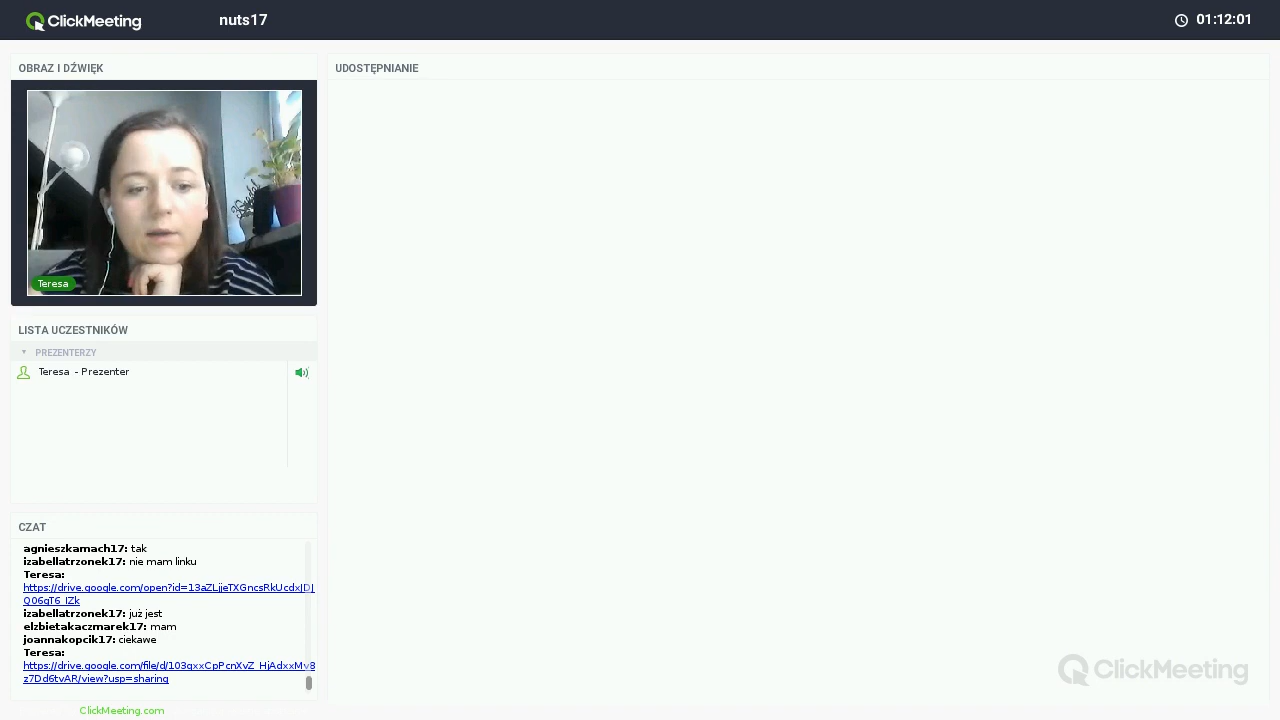 ClickMeeting
nuts17
01:12:01
OBRAZ I DŹWIĘK
Teresa
LISTA UCZESTNIKÓW
PREZENTERZY
Teresa - Prezenter
CZAT
agnieszkamach17: tak
izabellatrzonek17: nie mam linku
Teresa:
https://drive.google.com/open?id=13aZLjjeTXGncsRkUcdxJDJ
Q06gT6_IZk
izabellatrzonek17: już jest
elzbietakaczmarek17: mam
joannakopcik17: ciekawe
Teresa:
https://drive.google.com/file/d/103qxxCpPcnXvZ_HjAdxxMv8
z7Dd6tvAR/view?usp=sharing
ClickMeeting.com
UDOSTĘPNIANIE
ClickMeeting